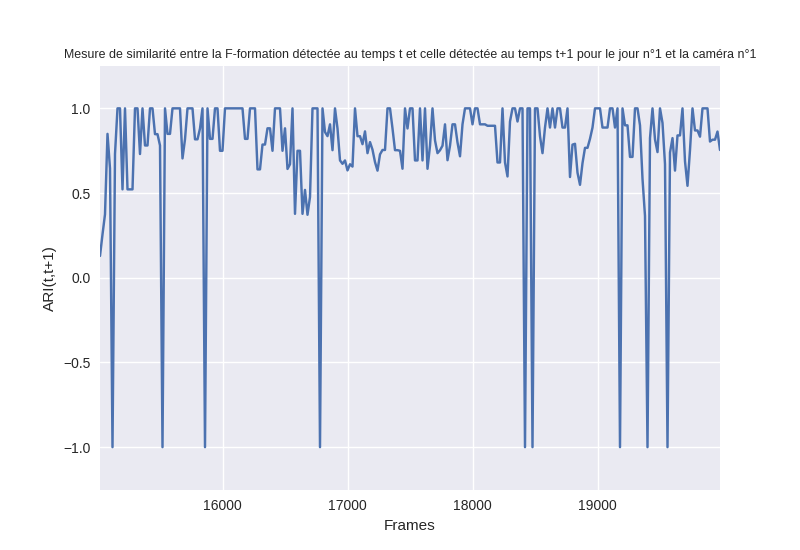 Mesure de similarité entre la F-formation détectée au temps t et celle détectée au temps t+1 pour le jour n°1 et la caméra n°1
1.0
0.5
0.0
−0.5
−1.0
ARI(t,t+1)
16000 17000 18000 19000
Frames